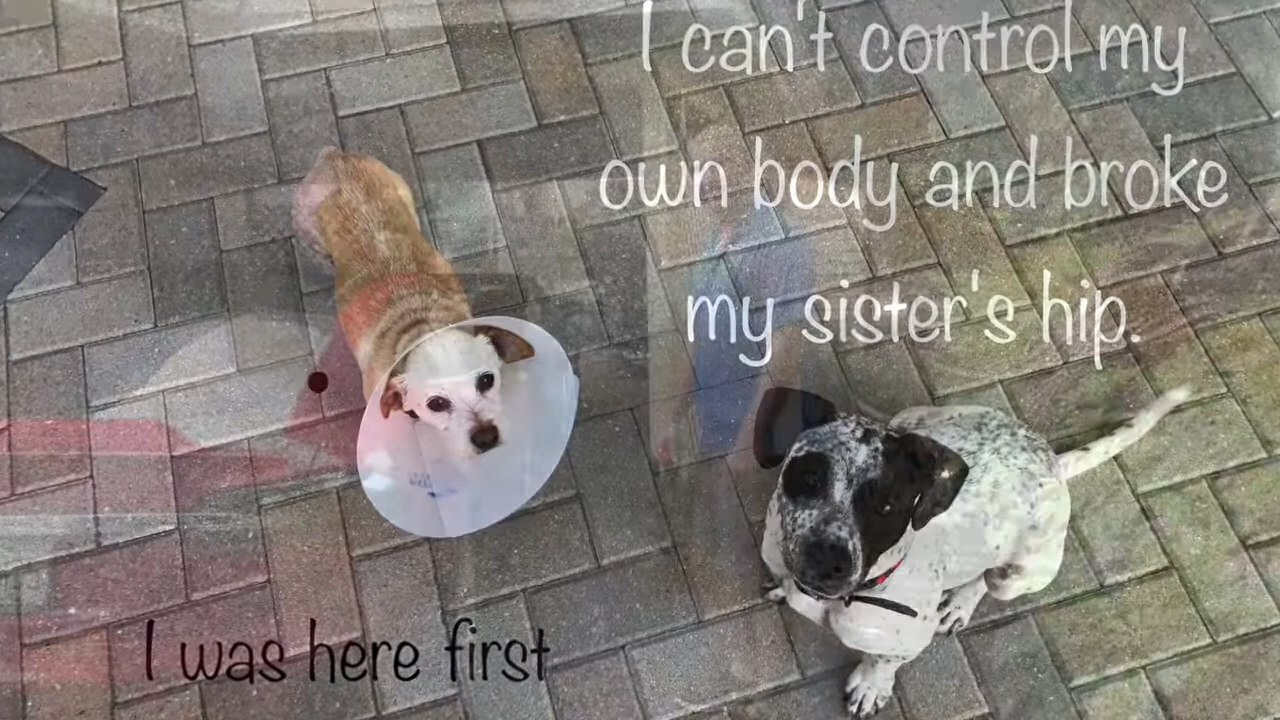 I can't control my
own body and broke
my sister's hip.
I was here first